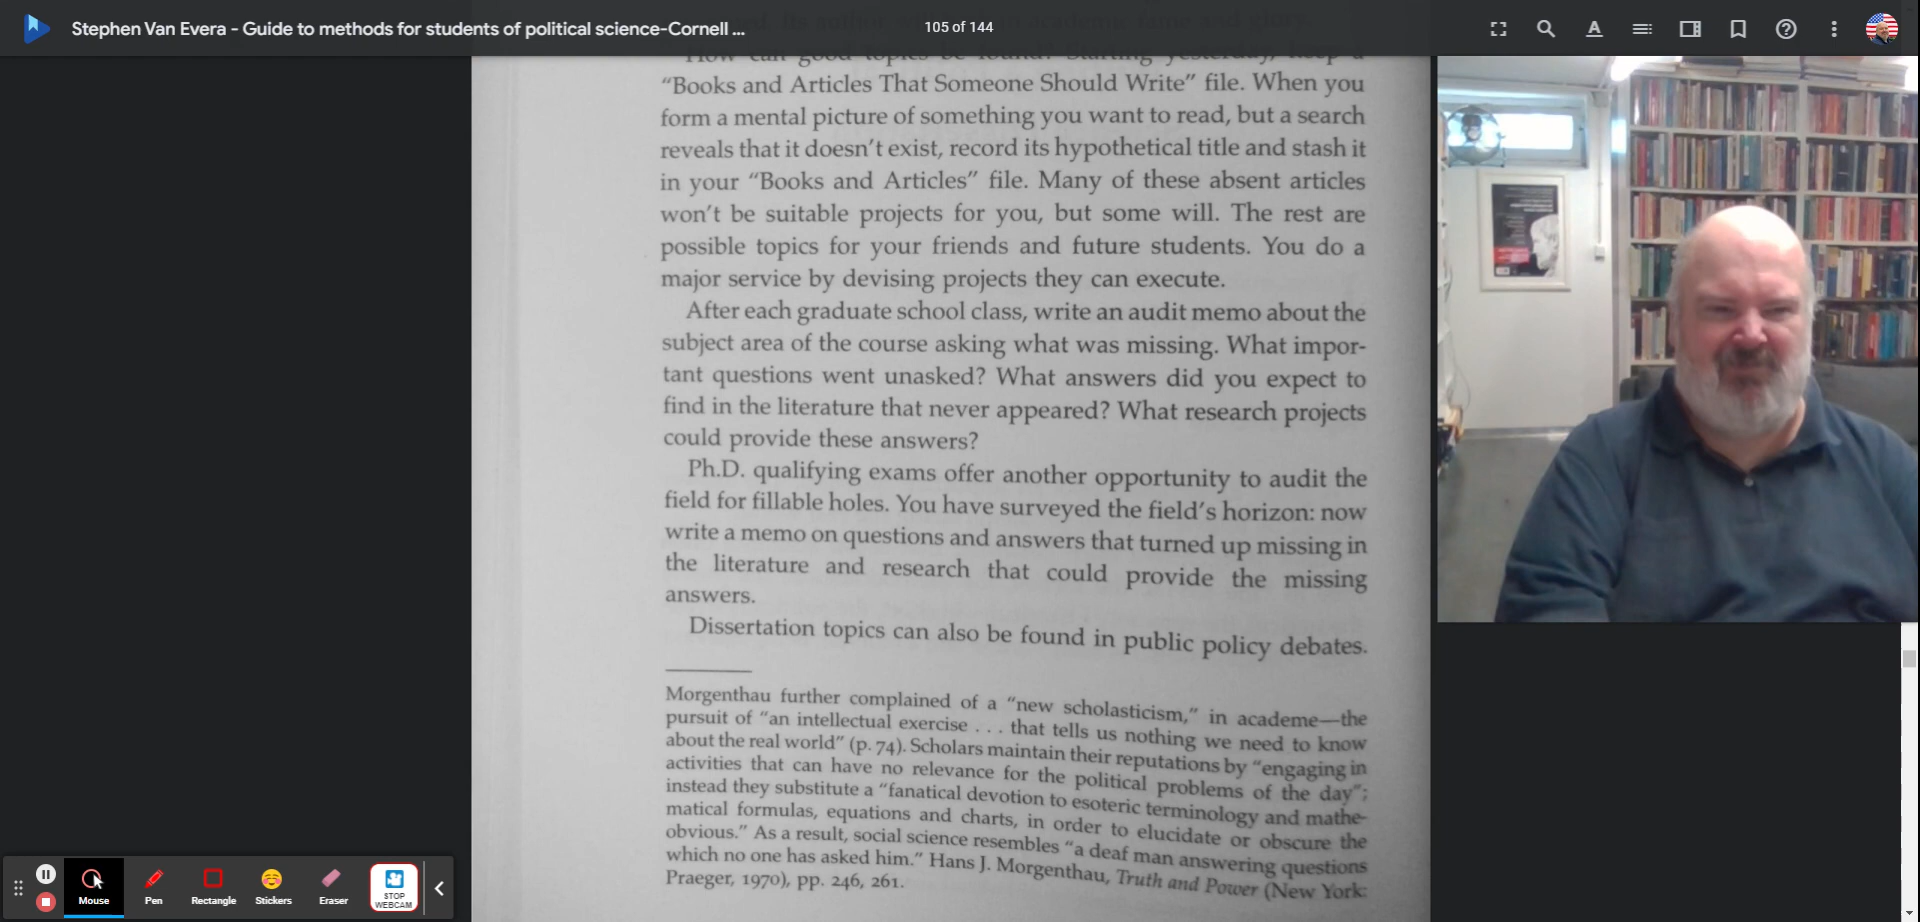 Stephen Van Evera - Guide to methods for students of political science-Cornell ...
105 of 144
How can good topics be found? Starting yesterday, keep a
“Books and Articles That Someone Should Write” file. When you
form a mental picture of something you want to read, but a search
reveals that it doesn’t exist, record its hypothetical title and stash it
in your “Books and Articles” file. Many of these absent articles
won’t be suitable projects for you, but some will. The rest are
possible topics for your friends and future students. You do a
major service by devising projects they can execute.
After each graduate school class, write an audit memo about the
subject area of the course asking what was missing. What impor-
tant questions went unasked? What answers did you expect to
find in the literature that never appeared? What research projects
could provide these answers?
Ph.D. qualifying exams offer another opportunity to audit the
field for fillable holes. You have surveyed the field’s horizon: now
write a memo on questions and answers that turned up missing in
the literature and research that could provide the missing
answers.
Dissertation topics can also be found in public policy debates.
Morgenthau further complained of a “new scholasticism,” in academe—the
pursuit of “an intellectual exercise . . . that tells us nothing we need to know
about the real world” (p. 74). Scholars maintain their reputations by “engaging in
activities that can have no relevance for the political problems of the day”;
instead they substitute a “fanatical devotion to esoteric terminology and mathe-
matical formulas, equations and charts, in order to elucidate or obscure the
obvious.” As a result, social science resembles “a deaf man answering questions
which no one has asked him.” Hans J. Morgenthau, Truth and Power (New York:
Praeger, 1970), pp. 246, 261.
Mouse
Pen
Rectangle
Stickers
Eraser
STOP
WEBCAM